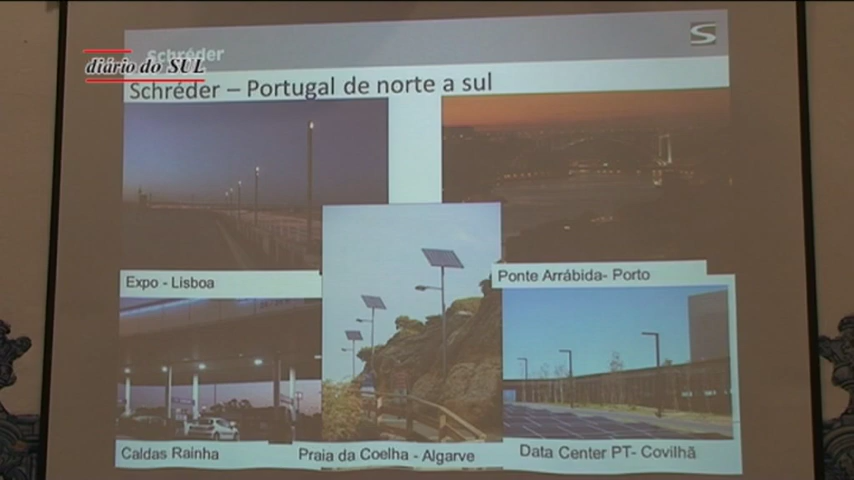 Schréder
diário do SUL
Schréder – Portugal de norte a sul
Expo - Lisboa
Ponte Arrábida- Porto
Caldas Rainha
Praia da Coelha - Algarve
Data Center PT- Covilhã